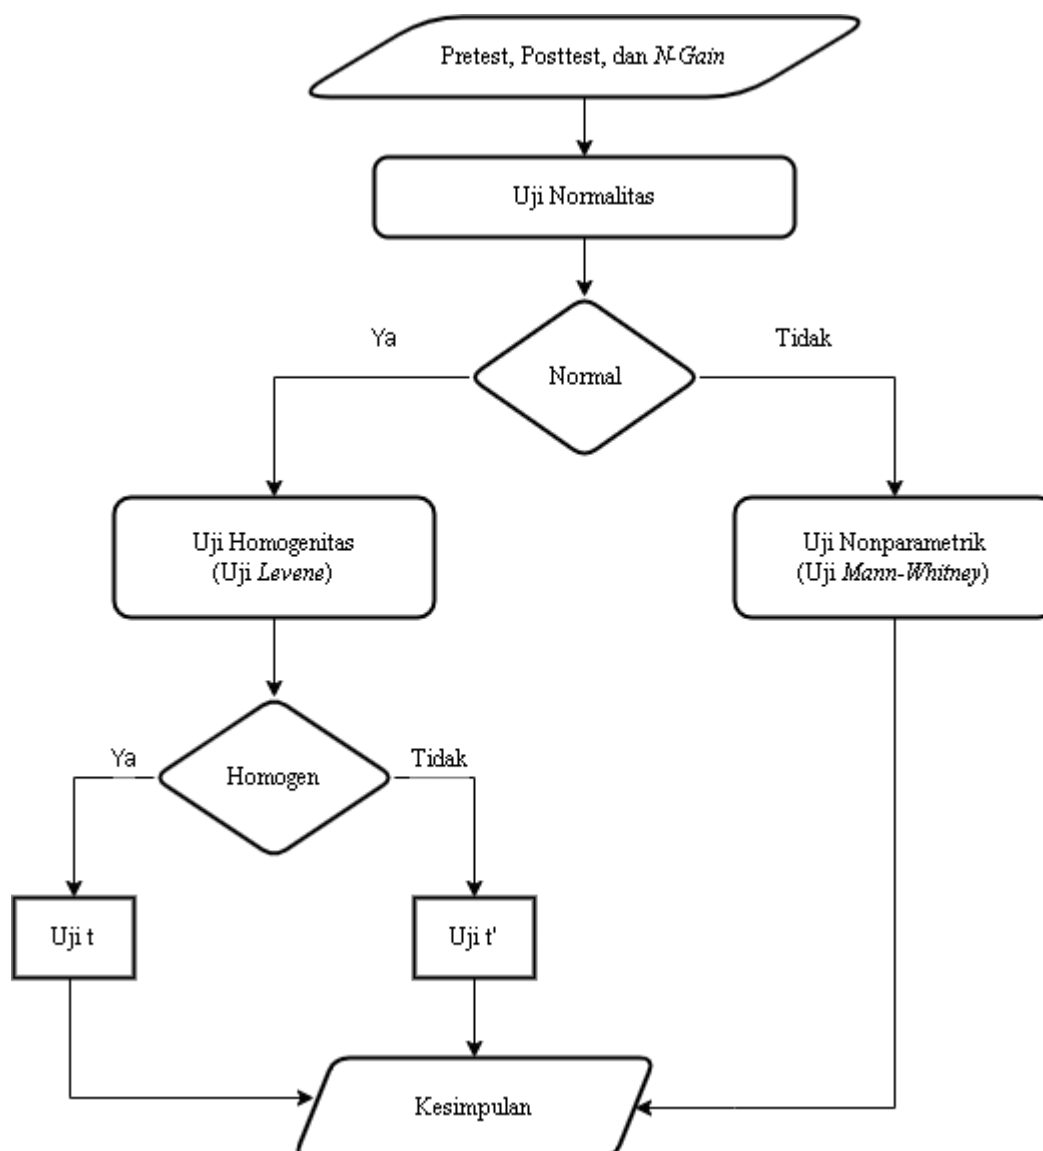 Pretest, Posttest, dan N-Gain
Uji Normalitas
Ya
Tidak
Normal
Uji Homogenitas
(Uji Levene)
Uji Nonparametrik
(Uji Mann-Whitney)
Ya
Tidak
Homogen
Uji t
Uji t'
Kesimpulan